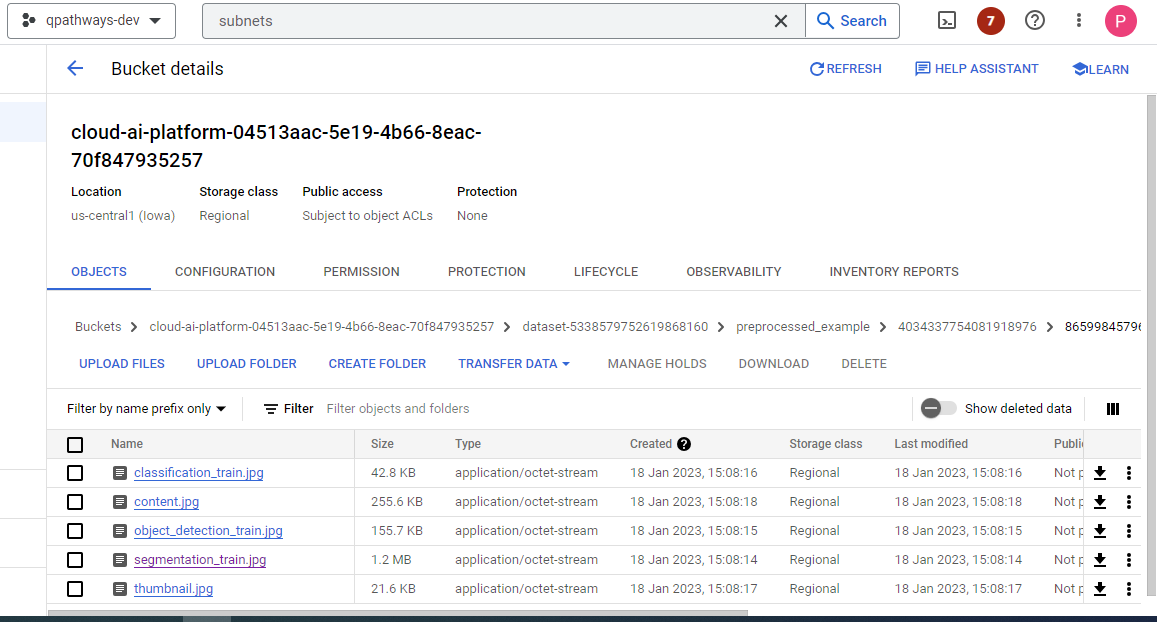 qpathways-dev subnets Search 7 P
Bucket details REFRESH HELP ASSISTANT LEARN
cloud-ai-platform-04513aac-5e19-4b66-8eac-
70f847935257
Location Storage class Public access Protection
us-central1 (Iowa) Regional Subject to object ACLs None
OBJECTS CONFIGURATION PERMISSION PROTECTION LIFECYCLE OBSERVABILITY INVENTORY REPORTS
Buckets cloud-ai-platform-04513aac-5e19-4b66-8eac-70f847935257 dataset-5338579752619868160 preprocessed_example 4034337754081918976 86599845796
UPLOAD FILES UPLOAD FOLDER CREATE FOLDER TRANSFER DATA MANAGE HOLDS DOWNLOAD DELETE
Filter by name prefix only Filter Filter objects and folders Show deleted data
Name Size Type Created Storage class Last modified Public
classification_train.jpg 42.8 KB application/octet-stream 18 Jan 2023, 15:08:16 Regional 18 Jan 2023, 15:08:16 Not p
content.jpg 255.6 KB application/octet-stream 18 Jan 2023, 15:08:18 Regional 18 Jan 2023, 15:08:18 Not p
object_detection_train.jpg 155.7 KB application/octet-stream 18 Jan 2023, 15:08:15 Regional 18 Jan 2023, 15:08:15 Not p
segmentation_train.jpg 1.2 MB application/octet-stream 18 Jan 2023, 15:08:14 Regional 18 Jan 2023, 15:08:14 Not p
thumbnail.jpg 21.6 KB application/octet-stream 18 Jan 2023, 15:08:17 Regional 18 Jan 2023, 15:08:17 Not p